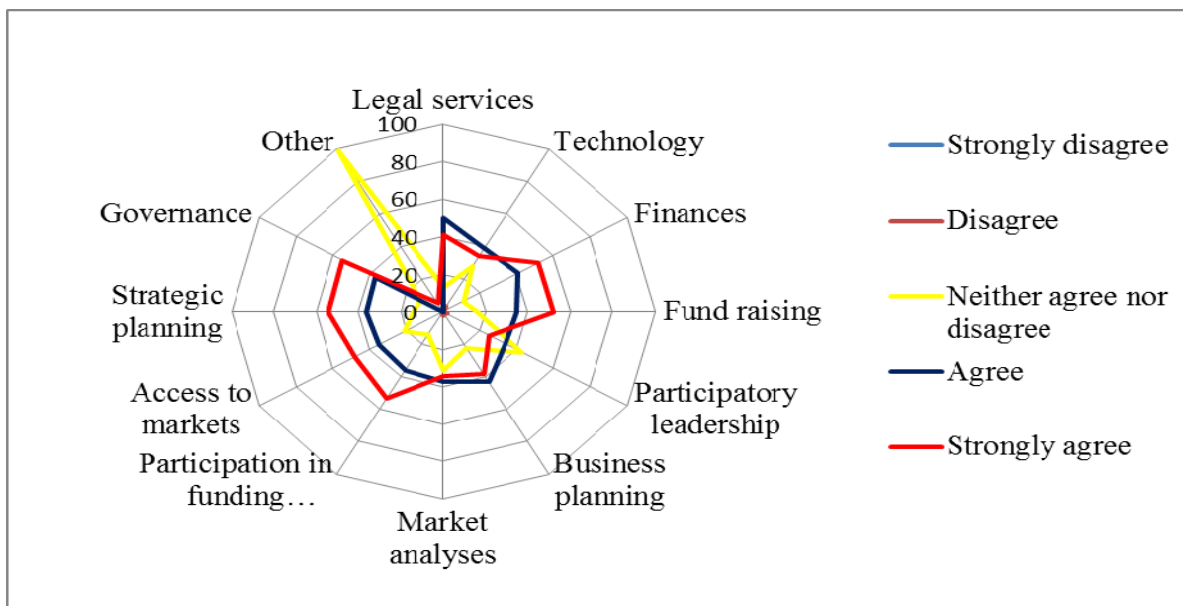 Legal services
Technology
Finances
Fund raising
Participatory
leadership
Business
planning
Market
analyses
Participation in
funding…
Access to
markets
Strategic
planning
Governance
Other
100
80
60
40
20
0
Strongly disagree
Disagree
Neither agree nor
disagree
Agree
Strongly agree